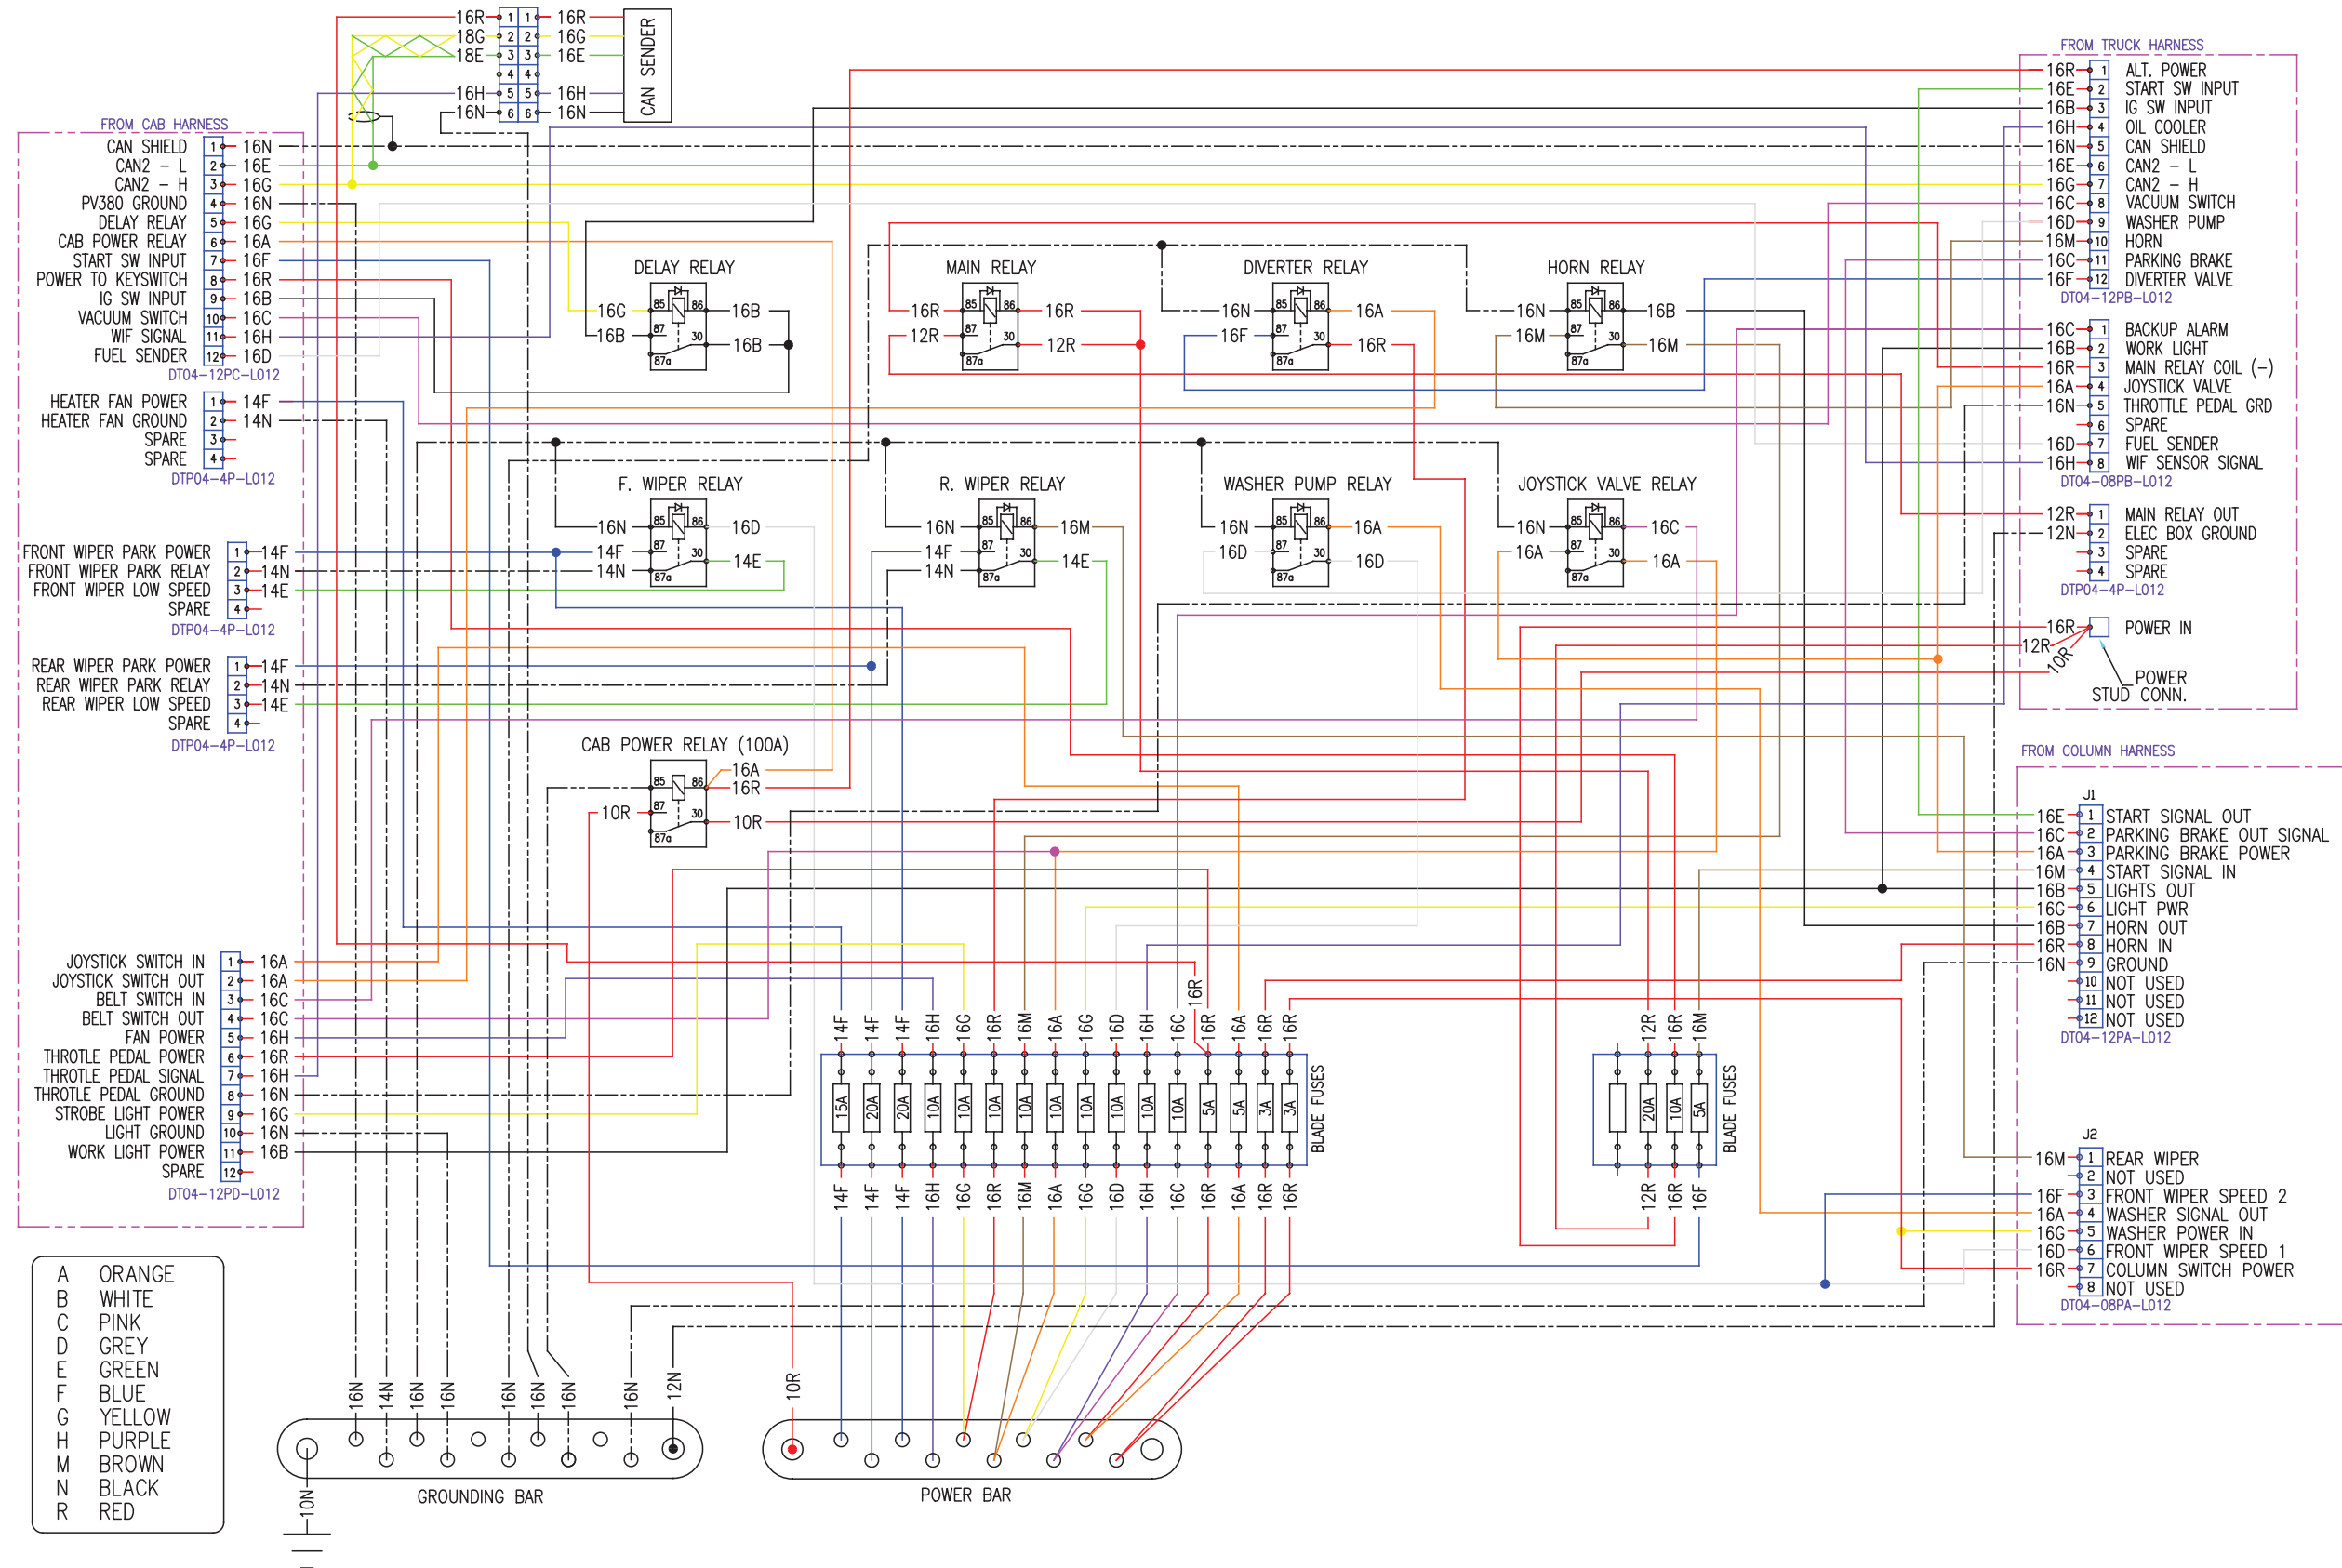 16R 1 1 16R
18G 2 2 16G
18E 3 3 16E
4 4
16H 5 5 16H
16N 6 6 16N
CAN SENDER
FROM CAB HARNESS
CAN SHIELD 1 16N
CAN2 - L 2 16E
CAN2 - H 3 16G
PV380 GROUND 4 16N
DELAY RELAY 5 16G
CAB POWER RELAY 6 16A
START SW INPUT 7 16F
POWER TO KEYSWITCH 8 16R
IG SW INPUT 9 16B
VACUUM SWITCH 10 16C
WIF SIGNAL 11 16H
FUEL SENDER 12 16D
DT04-12PC-L012
HEATER FAN POWER 1 14F
HEATER FAN GROUND 2 14N
SPARE 3
SPARE 4
DTP04-4P-L012
FRONT WIPER PARK POWER 1 14F
FRONT WIPER PARK RELAY 2 14N
FRONT WIPER LOW SPEED 3 14E
SPARE 4
DTP04-4P-L012
REAR WIPER PARK POWER 1 14F
REAR WIPER PARK RELAY 2 14N
REAR WIPER LOW SPEED 3 14E
SPARE 4
DTP04-4P-L012
JOYSTICK SWITCH IN 1 16A
JOYSTICK SWITCH OUT 2 16A
BELT SWITCH IN 3 16C
BELT SWITCH OUT 4 16C
FAN POWER 5 16H
THROTLE PEDAL POWER 6 16R
THROTLE PEDAL SIGNAL 7 16H
THROTLE PEDAL GROUND 8 16N
STROBE LIGHT POWER 9 16G
LIGHT GROUND 10 16N
WORK LIGHT POWER 11 16B
SPARE 12
DT04-12PD-L012
DELAY RELAY
16G 85 86 16B
16B 87 30 16B
87a
MAIN RELAY
16R 85 86 16R
12R 87 30 12R
87a
DIVERTER RELAY
16N 85 86 16A
16F 87 30 16R
87a
HORN RELAY
16N 85 86 16B
16M 87 30 16M
87a
F. WIPER RELAY
16N 85 86 16D
14F 87 30 14E
14N 87a
R. WIPER RELAY
16N 85 86 16M
14F 87 30 14E
14N 87a
WASHER PUMP RELAY
16N 85 86 16A
16D 87 30 16D
87a
JOYSTICK VALVE RELAY
16N 85 86 16C
16A 87 30 16A
87a
CAB POWER RELAY (100A)
16A
85 86 16R
10R 87 30 10R
87a
FROM TRUCK HARNESS
16R 1 ALT. POWER
16E 2 START SW INPUT
16B 3 IG SW INPUT
16H 4 OIL COOLER
16N 5 CAN SHIELD
16E 6 CAN2 - L
16G 7 CAN2 - H
16C 8 VACUUM SWITCH
16D 9 WASHER PUMP
16M 10 HORN
16C 11 PARKING BRAKE
16F 12 DIVERTER VALVE
DT04-12PB-L012
16C 1 BACKUP ALARM
16B 2 WORK LIGHT
16R 3 MAIN RELAY COIL (-)
16A 4 JOYSTICK VALVE
16N 5 THROTTLE PEDAL GRD
6 SPARE
16D 7 FUEL SENDER
16H 8 WIF SENSOR SIGNAL
DT04-08PB-L012
12R 1 MAIN RELAY OUT
12N 2 ELEC BOX GROUND
3 SPARE
4 SPARE
DTP04-4P-L012
16R POWER IN
12R
10R
POWER
STUD CONN.
FROM COLUMN HARNESS
J1
16E 1 START SIGNAL OUT
16C 2 PARKING BRAKE OUT SIGNAL
16A 3 PARKING BRAKE POWER
16M 4 START SIGNAL IN
16B 5 LIGHTS OUT
16G 6 LIGHT PWR
16B 7 HORN OUT
16R 8 HORN IN
16N 9 GROUND
10 NOT USED
11 NOT USED
12 NOT USED
DT04-12PA-L012
J2
16M 1 REAR WIPER
2 NOT USED
16F 3 FRONT WIPER SPEED 2
16A 4 WASHER SIGNAL OUT
16G 5 WASHER POWER IN
16D 6 FRONT WIPER SPEED 1
16R 7 COLUMN SWITCH POWER
8 NOT USED
DT04-08PA-L012
16R
14F 14F 14F 16H 16G 16R 16M 16A 16G 16D 16H 16C 16R 16A 16R 16R
15A 20A 20A 10A 10A 10A 10A 10A 10A 10A 10A 10A 5A 5A 3A 3A
BLADE FUSES
14F 14F 14F 16H 16G 16R 16M 16A 16G 16D 16H 16C 16R 16A 16R 16R
12R 16R 16M
20A 10A 5A
BLADE FUSES
12R 16R 16F
A ORANGE
B WHITE
C PINK
D GREY
E GREEN
F BLUE
G YELLOW
H PURPLE
M BROWN
N BLACK
R RED
16N 14N 16N 16N 16N 16N 16N 16N 12N
10R
10N
GROUNDING BAR
POWER BAR